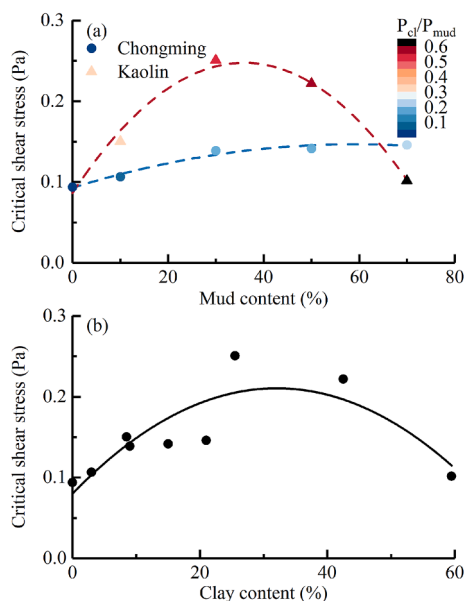 (a)
Chongming
Kaolin
P_cl/P_mud
0.6
0.5
0.4
0.3
0.2
0.1
0.3
0.2
0.1
0.0
Critical shear stress (Pa)
0 20 40 60 80
Mud content (%)
(b)
0.3
0.2
0.1
0.0
Critical shear stress (Pa)
0 20 40 60
Clay content (%)